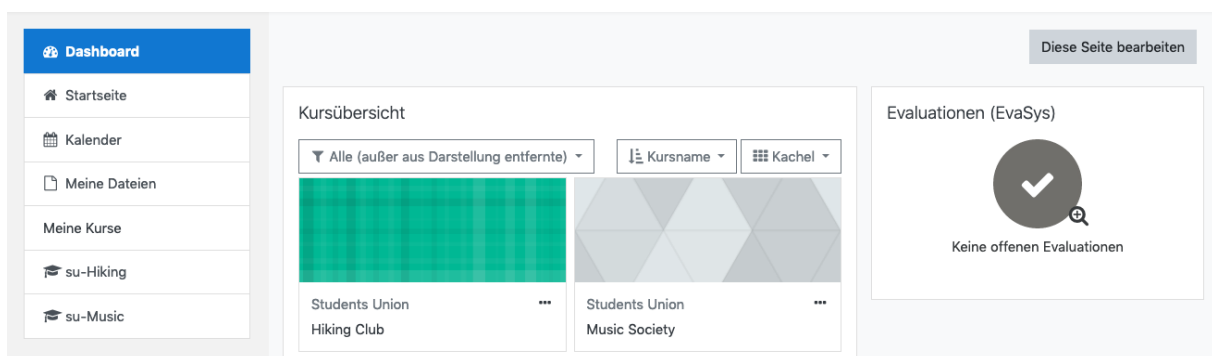 Dashboard
Startseite
Kalender
Meine Dateien
Meine Kurse
su-Hiking
su-Music
Diese Seite bearbeiten
Kursübersicht
Alle (außer aus Darstellung entfernte)
Kursname
Kachel
Students Union
Hiking Club
Students Union
Music Society
Evaluationen (EvaSys)
Keine offenen Evaluationen